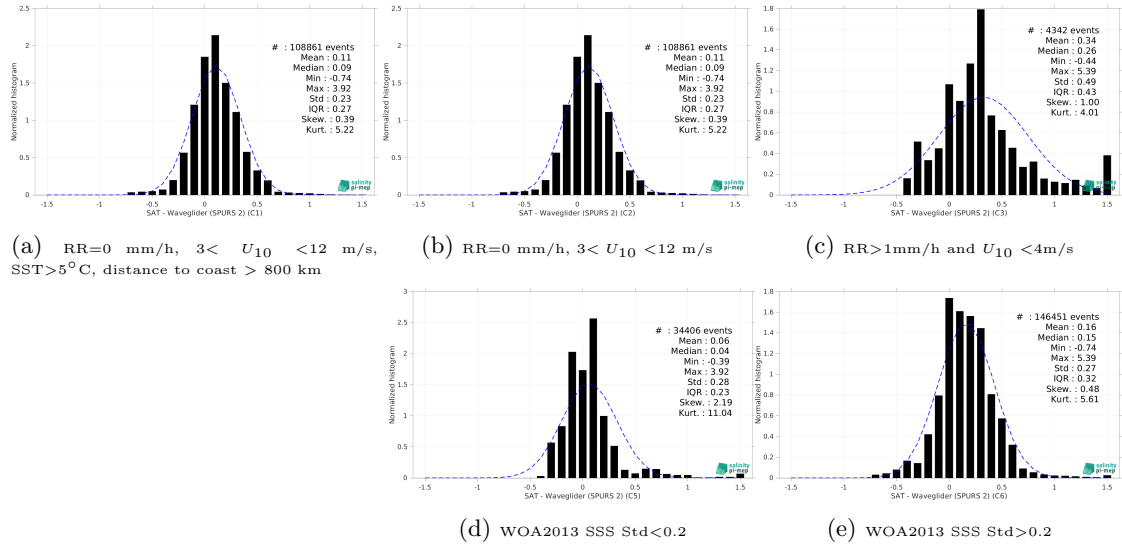 2.5
2
1.5
1
0.5
0
Normalized histogram
# : 108861 events
Mean : 0.11
Median : 0.09
Min : -0.74
Max : 3.92
Std : 0.23
IQR : 0.27
Skew. : 0.39
Kurt. : 5.22
salinity
pi-mep
-1.5 -1 -0.5 0 0.5 1 1.5
SAT - Waveglider (SPURS 2) (C1)
(a) RR=0 mm/h, 3< U10 <12 m/s,
SST>5°C, distance to coast > 800 km
2.5
2
1.5
1
0.5
0
Normalized histogram
# : 108861 events
Mean : 0.11
Median : 0.09
Min : -0.74
Max : 3.92
Std : 0.23
IQR : 0.27
Skew. : 0.39
Kurt. : 5.22
salinity
pi-mep
-1.5 -1 -0.5 0 0.5 1 1.5
SAT - Waveglider (SPURS 2) (C2)
(b) RR=0 mm/h, 3< U10 <12 m/s
1.8
1.6
1.4
1.2
1
0.8
0.6
0.4
0.2
0
Normalized histogram
# : 4342 events
Mean : 0.34
Median : 0.26
Min : -0.44
Max : 5.39
Std : 0.49
IQR : 0.43
Skew. : 1.00
Kurt. : 4.01
salinity
pi-mep
-1.5 -1 -0.5 0 0.5 1 1.5
SAT - Waveglider (SPURS 2) (C3)
(c) RR>1mm/h and U10 <4m/s
3
2.5
2
1.5
1
0.5
0
Normalized histogram
# : 34406 events
Mean : 0.06
Median : 0.04
Min : -0.39
Max : 3.92
Std : 0.28
IQR : 0.23
Skew. : 2.19
Kurt. : 11.04
salinity
pi-mep
-1.5 -1 -0.5 0 0.5 1 1.5
SAT - Waveglider (SPURS 2) (C5)
(d) WOA2013 SSS Std<0.2
1.8
1.6
1.4
1.2
1
0.8
0.6
0.4
0.2
0
Normalized histogram
# : 146451 events
Mean : 0.16
Median : 0.15
Min : -0.74
Max : 5.39
Std : 0.27
IQR : 0.32
Skew. : 0.48
Kurt. : 5.61
salinity
pi-mep
-1.5 -1 -0.5 0 0.5 1 1.5
SAT - Waveglider (SPURS 2) (C6)
(e) WOA2013 SSS Std>0.2